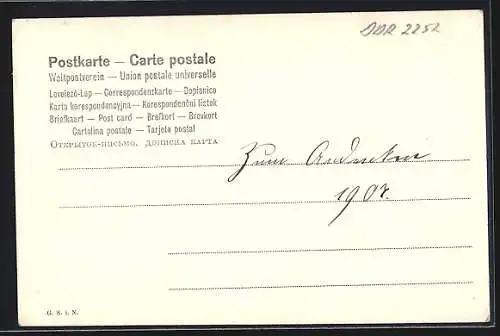 DDR 2252
Postkarte — Carte postale
Weltpostverein — Union postale universelle
Levelező-Lap — Correspondenzkarte — Dopisnice
Karta korespondencyjna — Korespondenční lístek
Briefkaart — Post card — Brefkort — Brevkort
Cartolina postale — Tarjeta postal
Открытое-письмо. дописна карта
Zum Andenken
1907.
G. S. i. N.